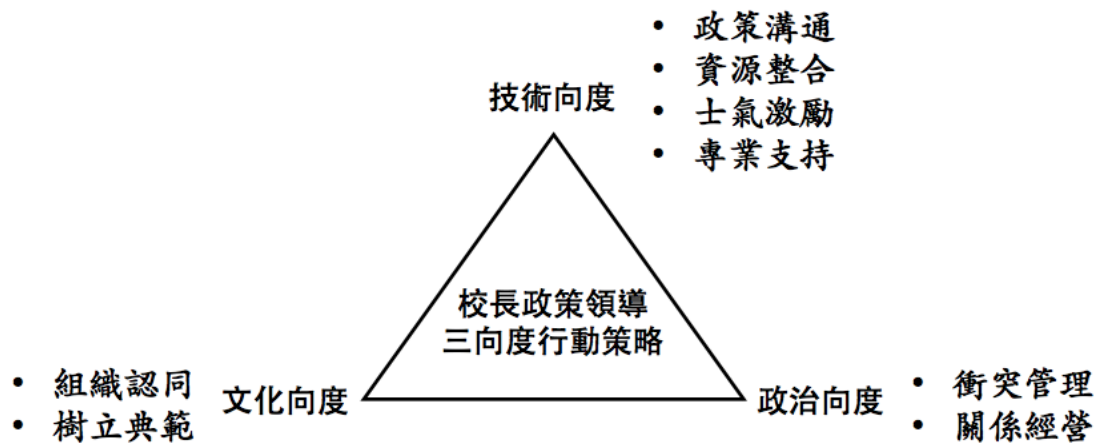 • 政策溝通
• 資源整合
• 士氣激勵
• 專業支持
技術向度
校長政策領導
三向度行動策略
• 組織認同
• 樹立典範
文化向度
政治向度
• 衝突管理
• 關係經營